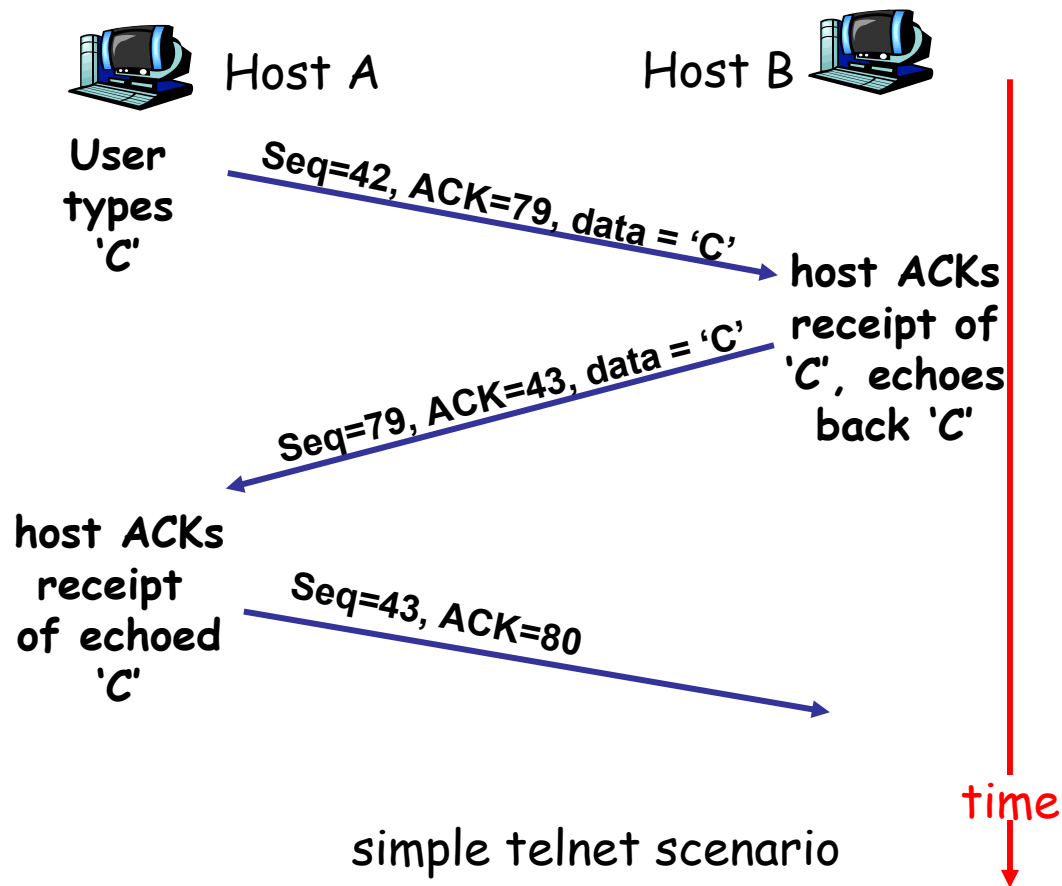 Host A
Host B
User
types
‘C’
Seq=42, ACK=79, data = ‘C’
host ACKs
receipt of
‘C’, echoes
back ‘C’
Seq=79, ACK=43, data = ‘C’
host ACKs
receipt
of echoed
‘C’
Seq=43, ACK=80
time
simple telnet scenario